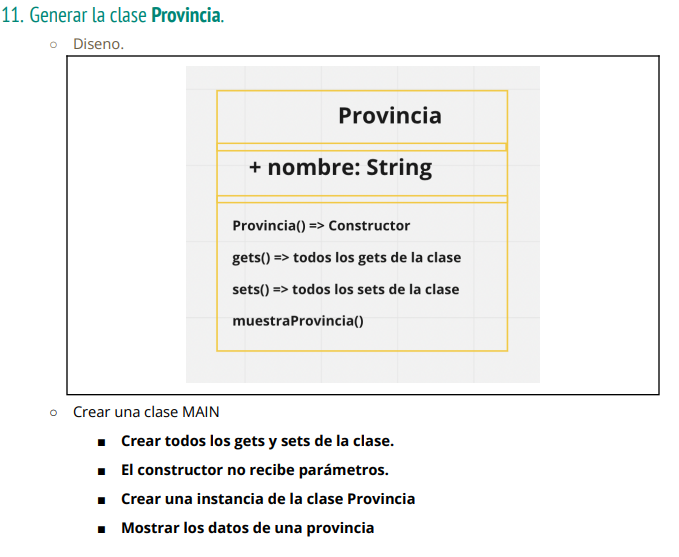 11. Generar la clase Provincia.
○ Diseno.
Provincia
+ nombre: String
Provincia() => Constructor
gets() => todos los gets de la clase
sets() => todos los sets de la clase
muestraProvincia()
○ Crear una clase MAIN
■ Crear todos los gets y sets de la clase.
■ El constructor no recibe parámetros.
■ Crear una instancia de la clase Provincia
■ Mostrar los datos de una provincia